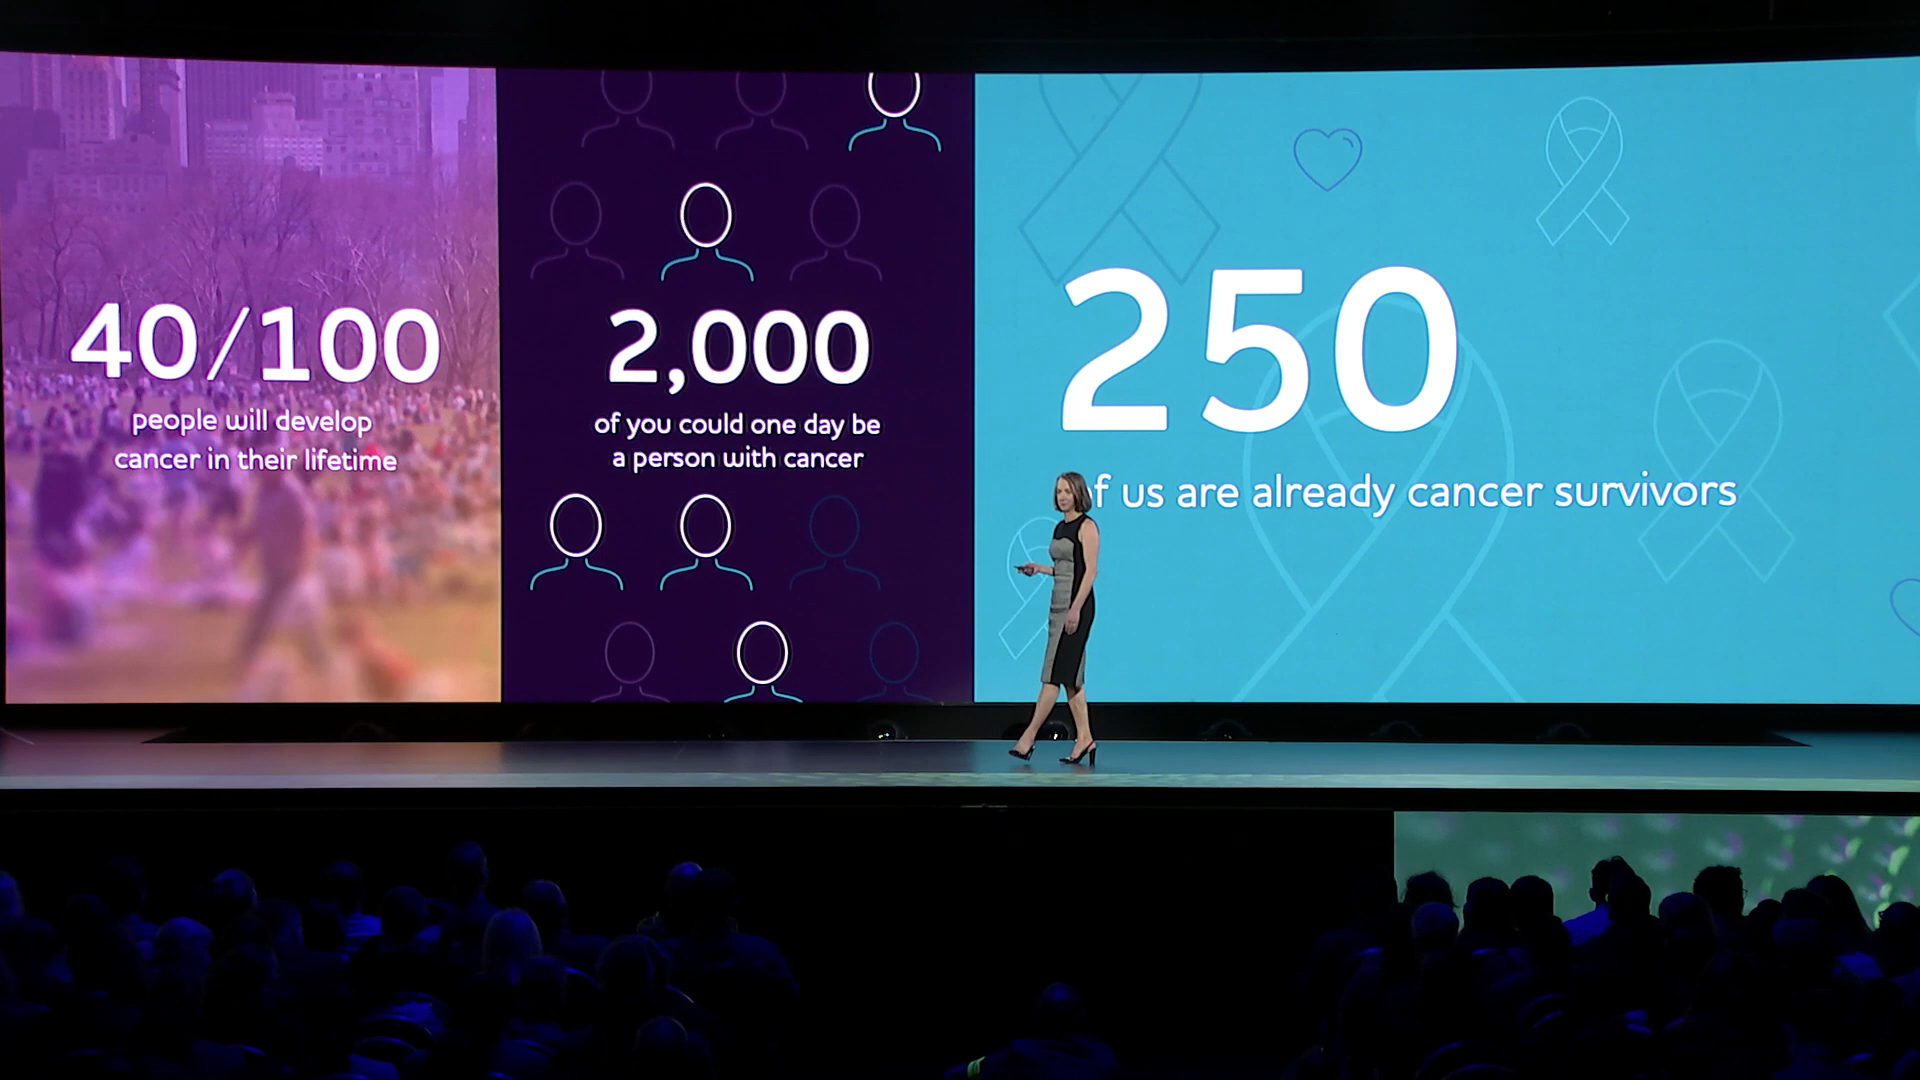 40/100
people will develop
cancer in their lifetime
2,000
of you could one day be
a person with cancer
250
of us are already cancer survivors